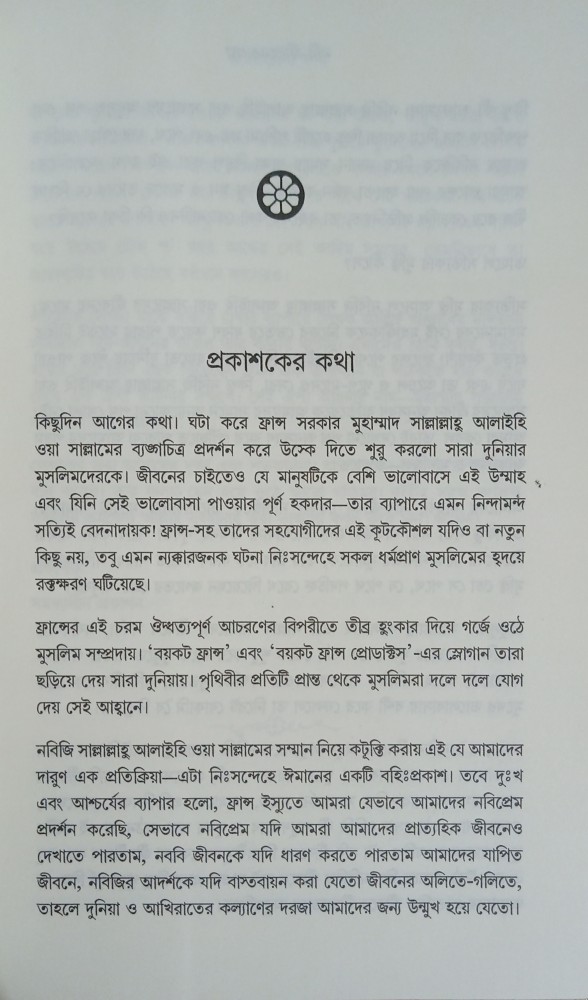 প্রকাশকের কথা
কিছুদিন আগের কথা। ঘটা করে ফ্রান্স সরকার মুহাম্মাদ সাল্লাল্লাহু আলাইহি
ওয়া সাল্লামের ব্যঙ্গচিত্র প্রদর্শন করে উস্কে দিতে শুরু করলো সারা দুনিয়ার
মুসলিমদেরকে। জীবনের চাইতেও যে মানুষটিকে বেশি ভালোবাসে এই উম্মাহ
এবং যিনি সেই ভালোবাসা পাওয়ার পূর্ণ হকদার—তার ব্যাপারে এমন নিন্দামন্দ
সত্যিই বেদনাদায়ক! ফ্রান্স-সহ তাদের সহযোগীদের এই কূটকৌশল যদিও বা নতুন
কিছু নয়, তবু এমন ন্যক্কারজনক ঘটনা নিঃসন্দেহে সকল ধর্মপ্রাণ মুসলিমের হৃদয়ে
রক্তক্ষরণ ঘটিয়েছে।
ফ্রান্সের এই চরম ঔদ্ধত্যপূর্ণ আচরণের বিপরীতে তীব্র হুংকার দিয়ে গর্জে ওঠে
মুসলিম সম্প্রদায়। ‘বয়কট ফ্রান্স’ এবং ‘বয়কট ফ্রান্স প্রোডাক্টস’-এর স্লোগান তারা
ছড়িয়ে দেয় সারা দুনিয়ায়। পৃথিবীর প্রতিটি প্রান্ত থেকে মুসলিমরা দলে দলে যোগ
দেয় সেই আহ্বানে।
নবিজি সাল্লাল্লাহু আলাইহি ওয়া সাল্লামের সম্মান নিয়ে কটূক্তি করায় এই যে আমাদের
দারুণ এক প্রতিক্রিয়া—এটা নিঃসন্দেহে ঈমানের একটি বহিঃপ্রকাশ। তবে দুঃখ
এবং আশ্চর্যের ব্যাপার হলো, ফ্রান্স ইস্যুতে আমরা যেভাবে আমাদের নবিপ্রেম
প্রদর্শন করেছি, সেভাবে নবিপ্রেম যদি আমরা আমাদের প্রাত্যহিক জীবনেও
দেখাতে পারতাম, নববি জীবনকে যদি ধারণ করতে পারতাম আমাদের যাপিত
জীবনে, নবিজির আদর্শকে যদি বাস্তবায়ন করা যেতো জীবনের অলিতে-গলিতে,
তাহলে দুনিয়া ও আখিরাতের কল্যাণের দরজা আমাদের জন্য উন্মুখ হয়ে যেতো।